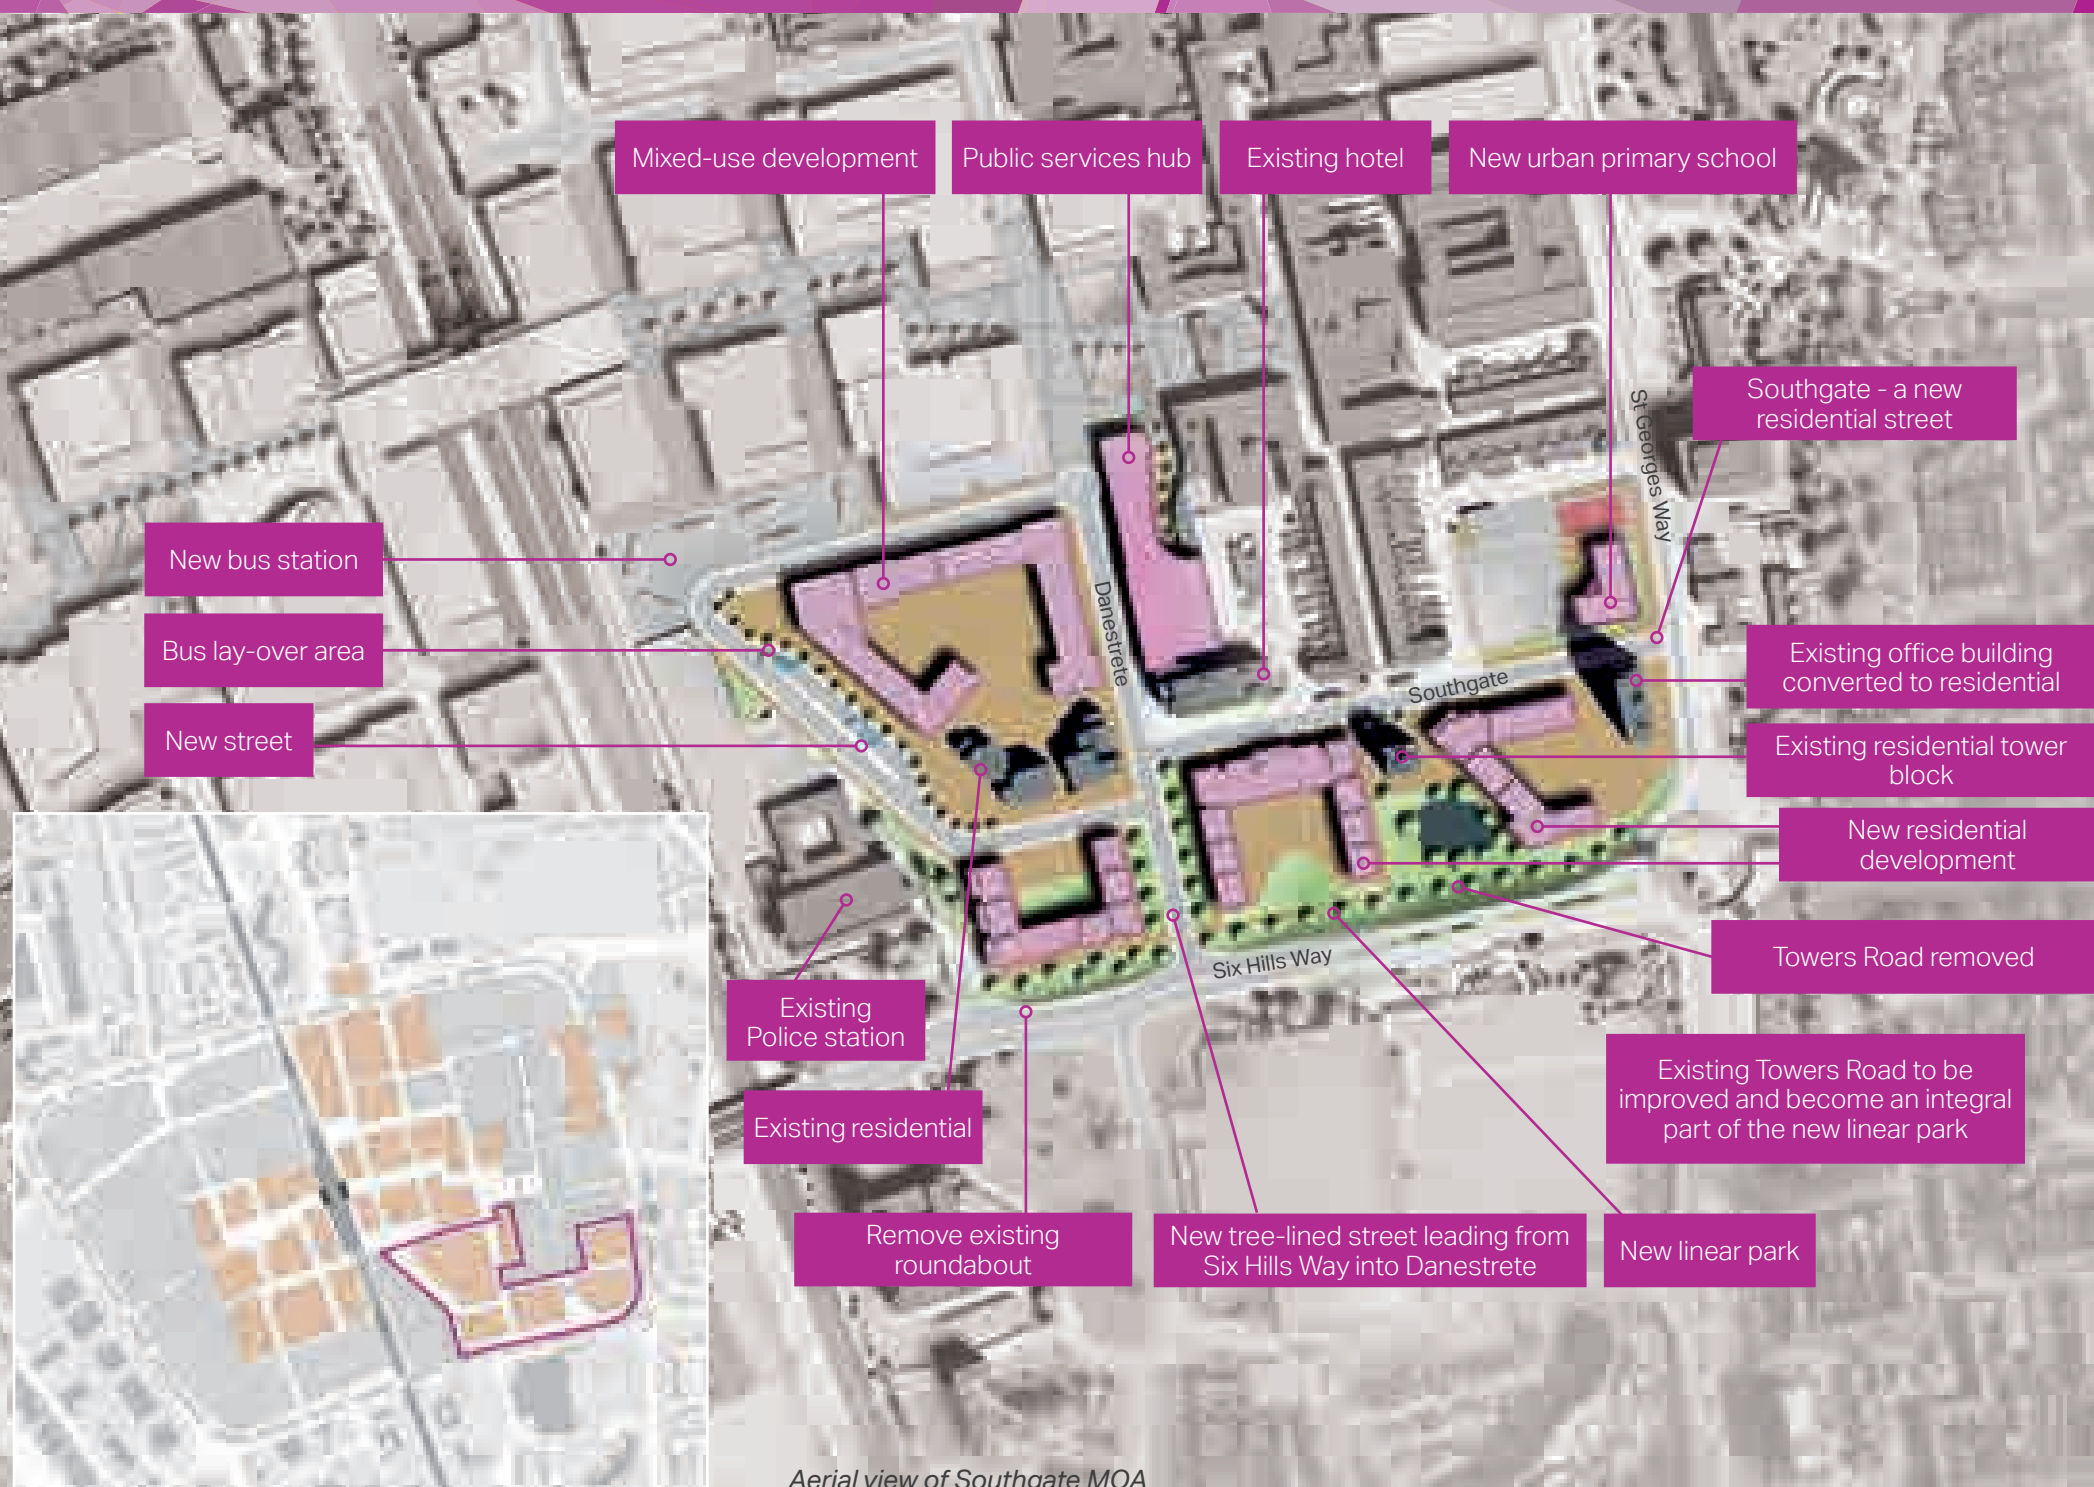 Mixed-use development
Public services hub
Existing hotel
New urban primary school
St Georges Way
Southgate - a new
residential street
New bus station
Danestrete
Bus lay-over area
Existing office building
converted to residential
Southgate
New street
Existing residential tower
block
New residential
development
Six Hills Way
Towers Road removed
Existing
Police station
Existing Towers Road to be
improved and become an integral
part of the new linear park
Existing residential
Remove existing
roundabout
New tree-lined street leading from
Six Hills Way into Danestrete
New linear park
Aerial view of Southgate MOA